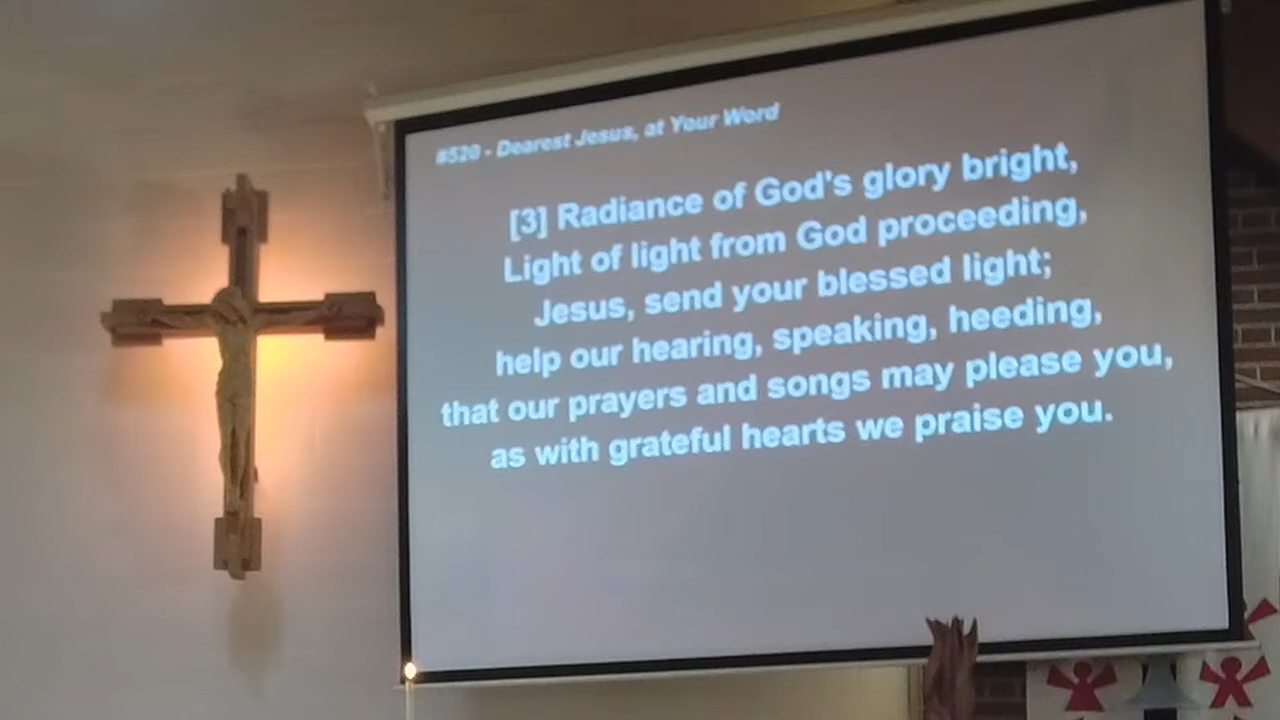 #520 - Dearest Jesus, at Your Word
[3] Radiance of God's glory bright,
Light of light from God proceeding,
Jesus, send your blessed light;
help our hearing, speaking, heeding,
that our prayers and songs may please you,
as with grateful hearts we praise you.